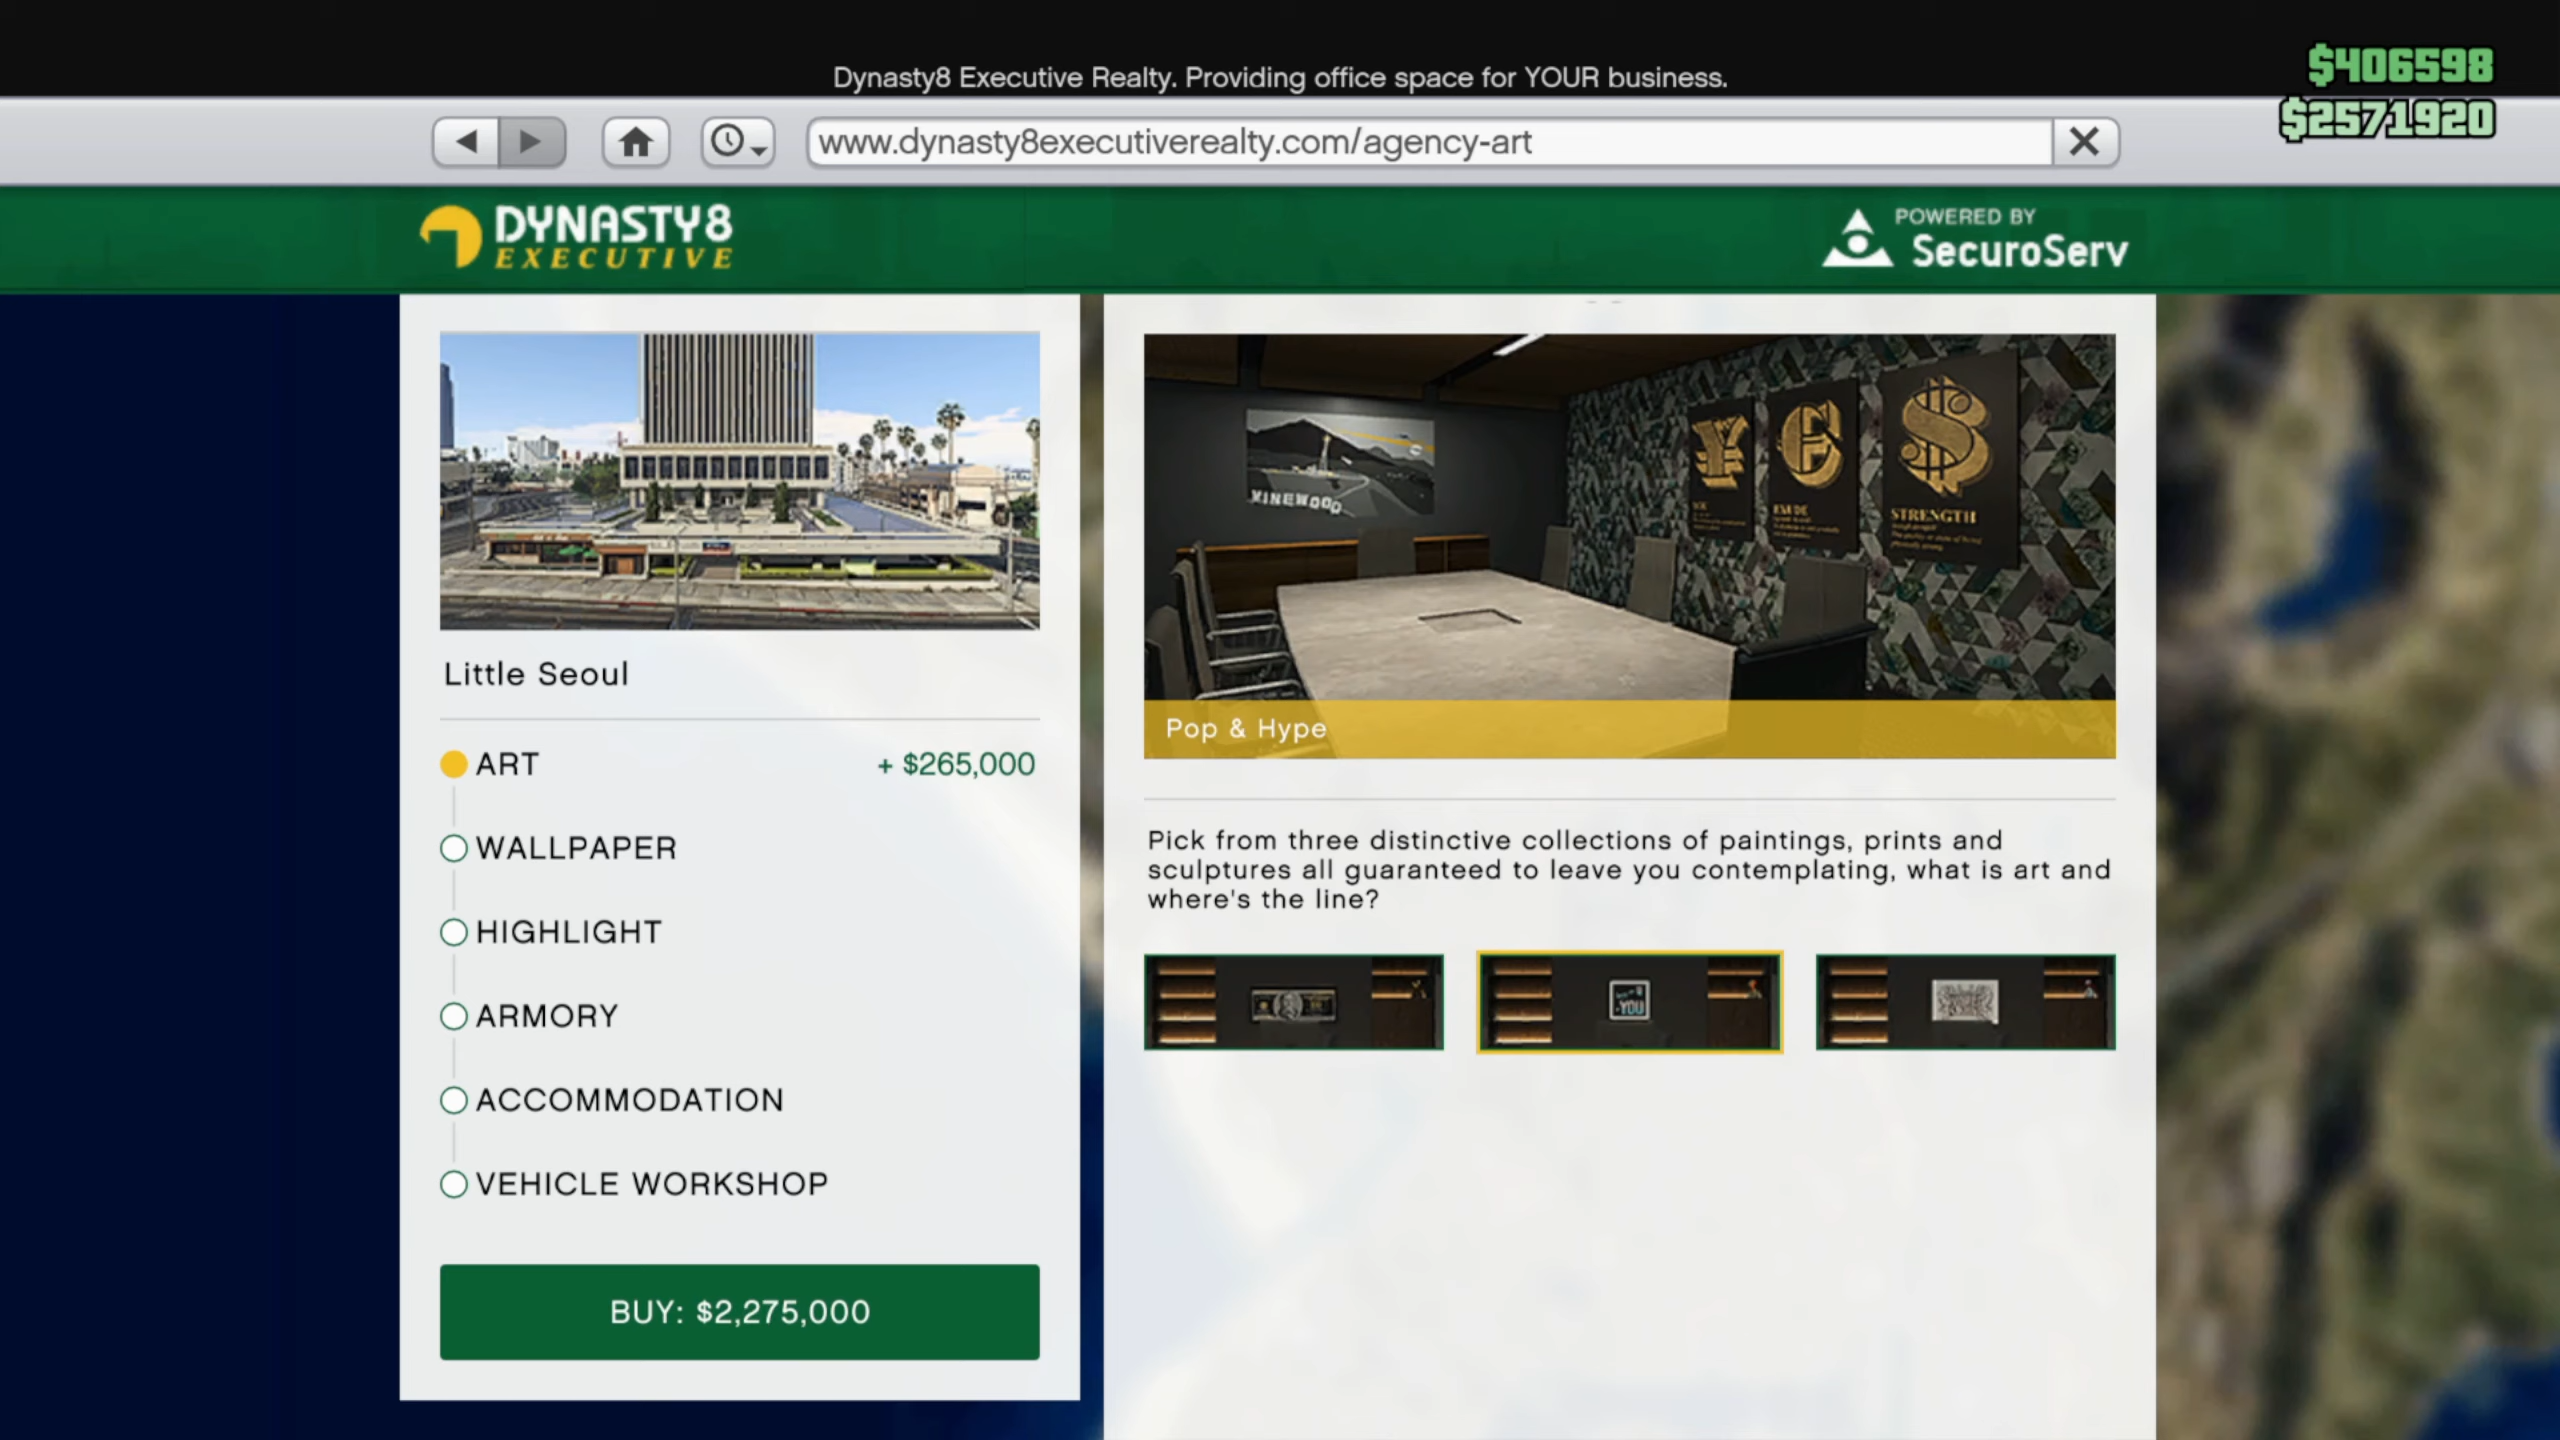 Dynasty8 Executive Realty. Providing office space for YOUR business.
$406598
$2571920
www.dynasty8executiverealty.com/agency-art
DYNASTY8
EXECUTIVE
POWERED BY
SecuroServ
Little Seoul
ART + $265,000
WALLPAPER
HIGHLIGHT
ARMORY
ACCOMMODATION
VEHICLE WORKSHOP
BUY: $2,275,000
VINEWOOD
EXUDE
STRENGTH
Pop & Hype
Pick from three distinctive collections of paintings, prints and
sculptures all guaranteed to leave you contemplating, what is art and
where's the line?
YOU